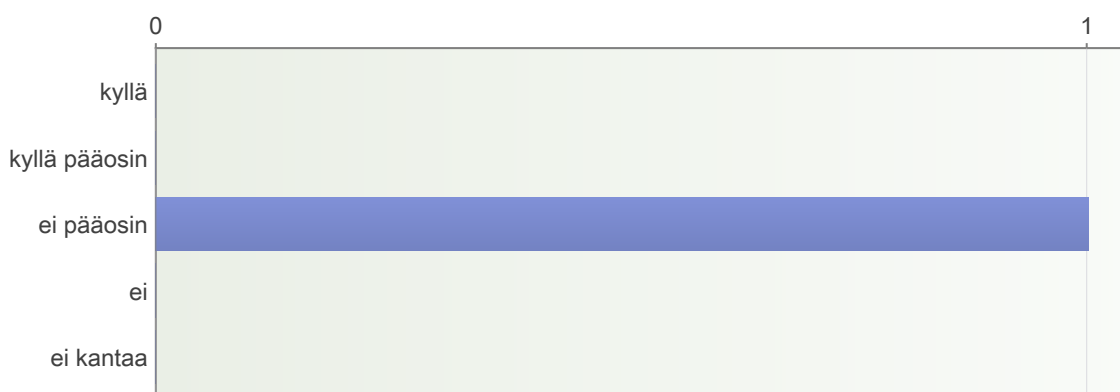 0 1
kyllä
kyllä pääosin
ei pääosin
ei
ei kantaa